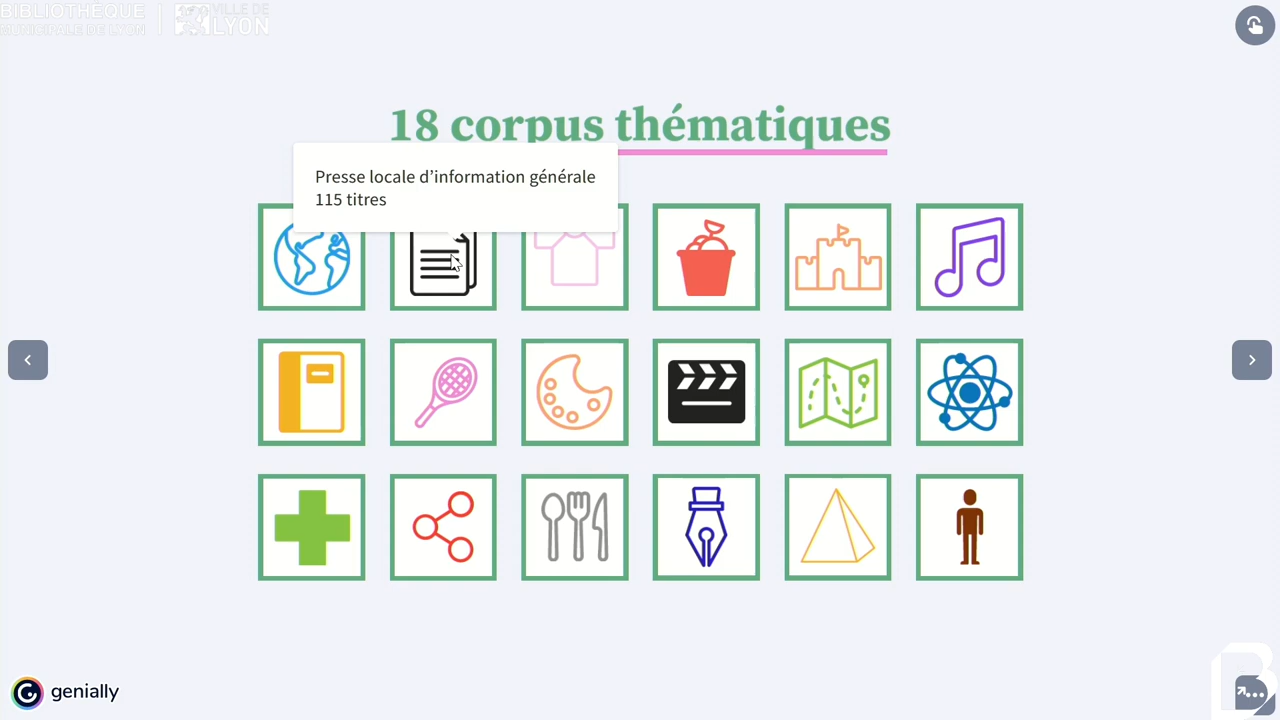 BIBLIOTHÈQUE
MUNICIPALE DE LYON
VILLE DE
LYON
18 corpus thématiques
Presse locale d’information générale
115 titres
genially